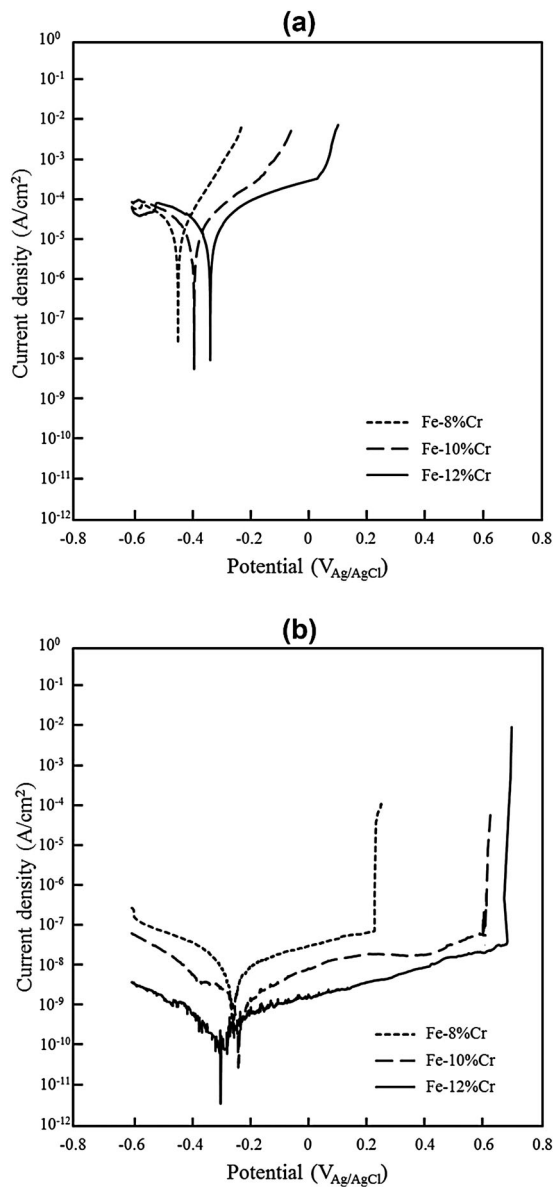 (a)
10⁰
10⁻¹
10⁻²
10⁻³
10⁻⁴
10⁻⁵
10⁻⁶
10⁻⁷
10⁻⁸
10⁻⁹
10⁻¹⁰
10⁻¹¹
10⁻¹²
Current density (A/cm²)
Fe-8%Cr
Fe-10%Cr
Fe-12%Cr
-0.8 -0.6 -0.4 -0.2 0 0.2 0.4 0.6 0.8
Potential (V_Ag/AgCl)
(b)
10⁰
10⁻¹
10⁻²
10⁻³
10⁻⁴
10⁻⁵
10⁻⁶
10⁻⁷
10⁻⁸
10⁻⁹
10⁻¹⁰
10⁻¹¹
10⁻¹²
Current density (A/cm²)
Fe-8%Cr
Fe-10%Cr
Fe-12%Cr
-0.8 -0.6 -0.4 -0.2 0 0.2 0.4 0.6 0.8
Potential (V_Ag/AgCl)